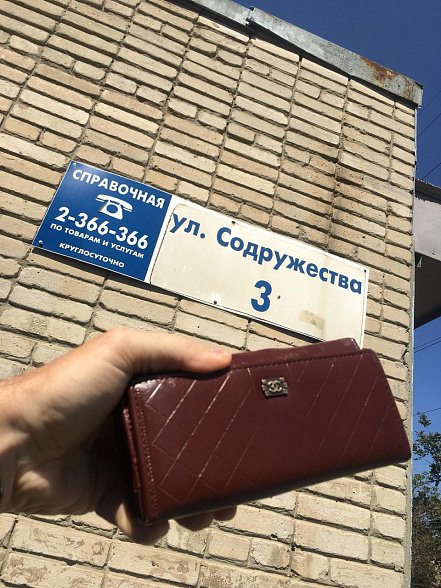 СПРАВОЧНАЯ
2-366-366
ПО ТОВАРАМ И УСЛУГАМ
КРУГЛОСУТОЧНО
ул. Содружества
3